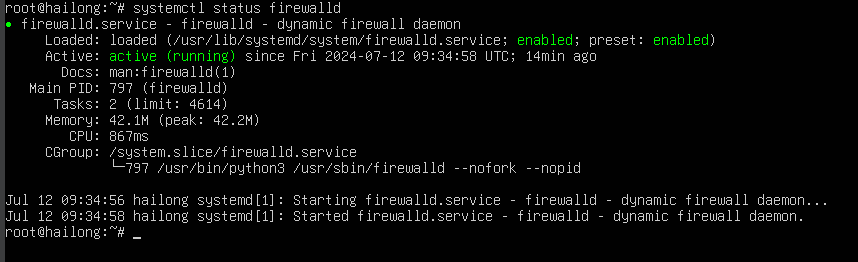 root@hailong:~# systemctl status firewalld
● firewalld.service - firewalld - dynamic firewall daemon
     Loaded: loaded (/usr/lib/systemd/system/firewalld.service; enabled; preset: enabled)
     Active: active (running) since Fri 2024-07-12 09:34:58 UTC; 14min ago
       Docs: man:firewalld(1)
   Main PID: 797 (firewalld)
      Tasks: 2 (limit: 4614)
     Memory: 42.1M (peak: 42.2M)
        CPU: 867ms
     CGroup: /system.slice/firewalld.service
             └─797 /usr/bin/python3 /usr/sbin/firewalld --nofork --nopid
Jul 12 09:34:56 hailong systemd[1]: Starting firewalld.service - firewalld - dynamic firewall daemon...
Jul 12 09:34:58 hailong systemd[1]: Started firewalld.service - firewalld - dynamic firewall daemon.
root@hailong:~# _